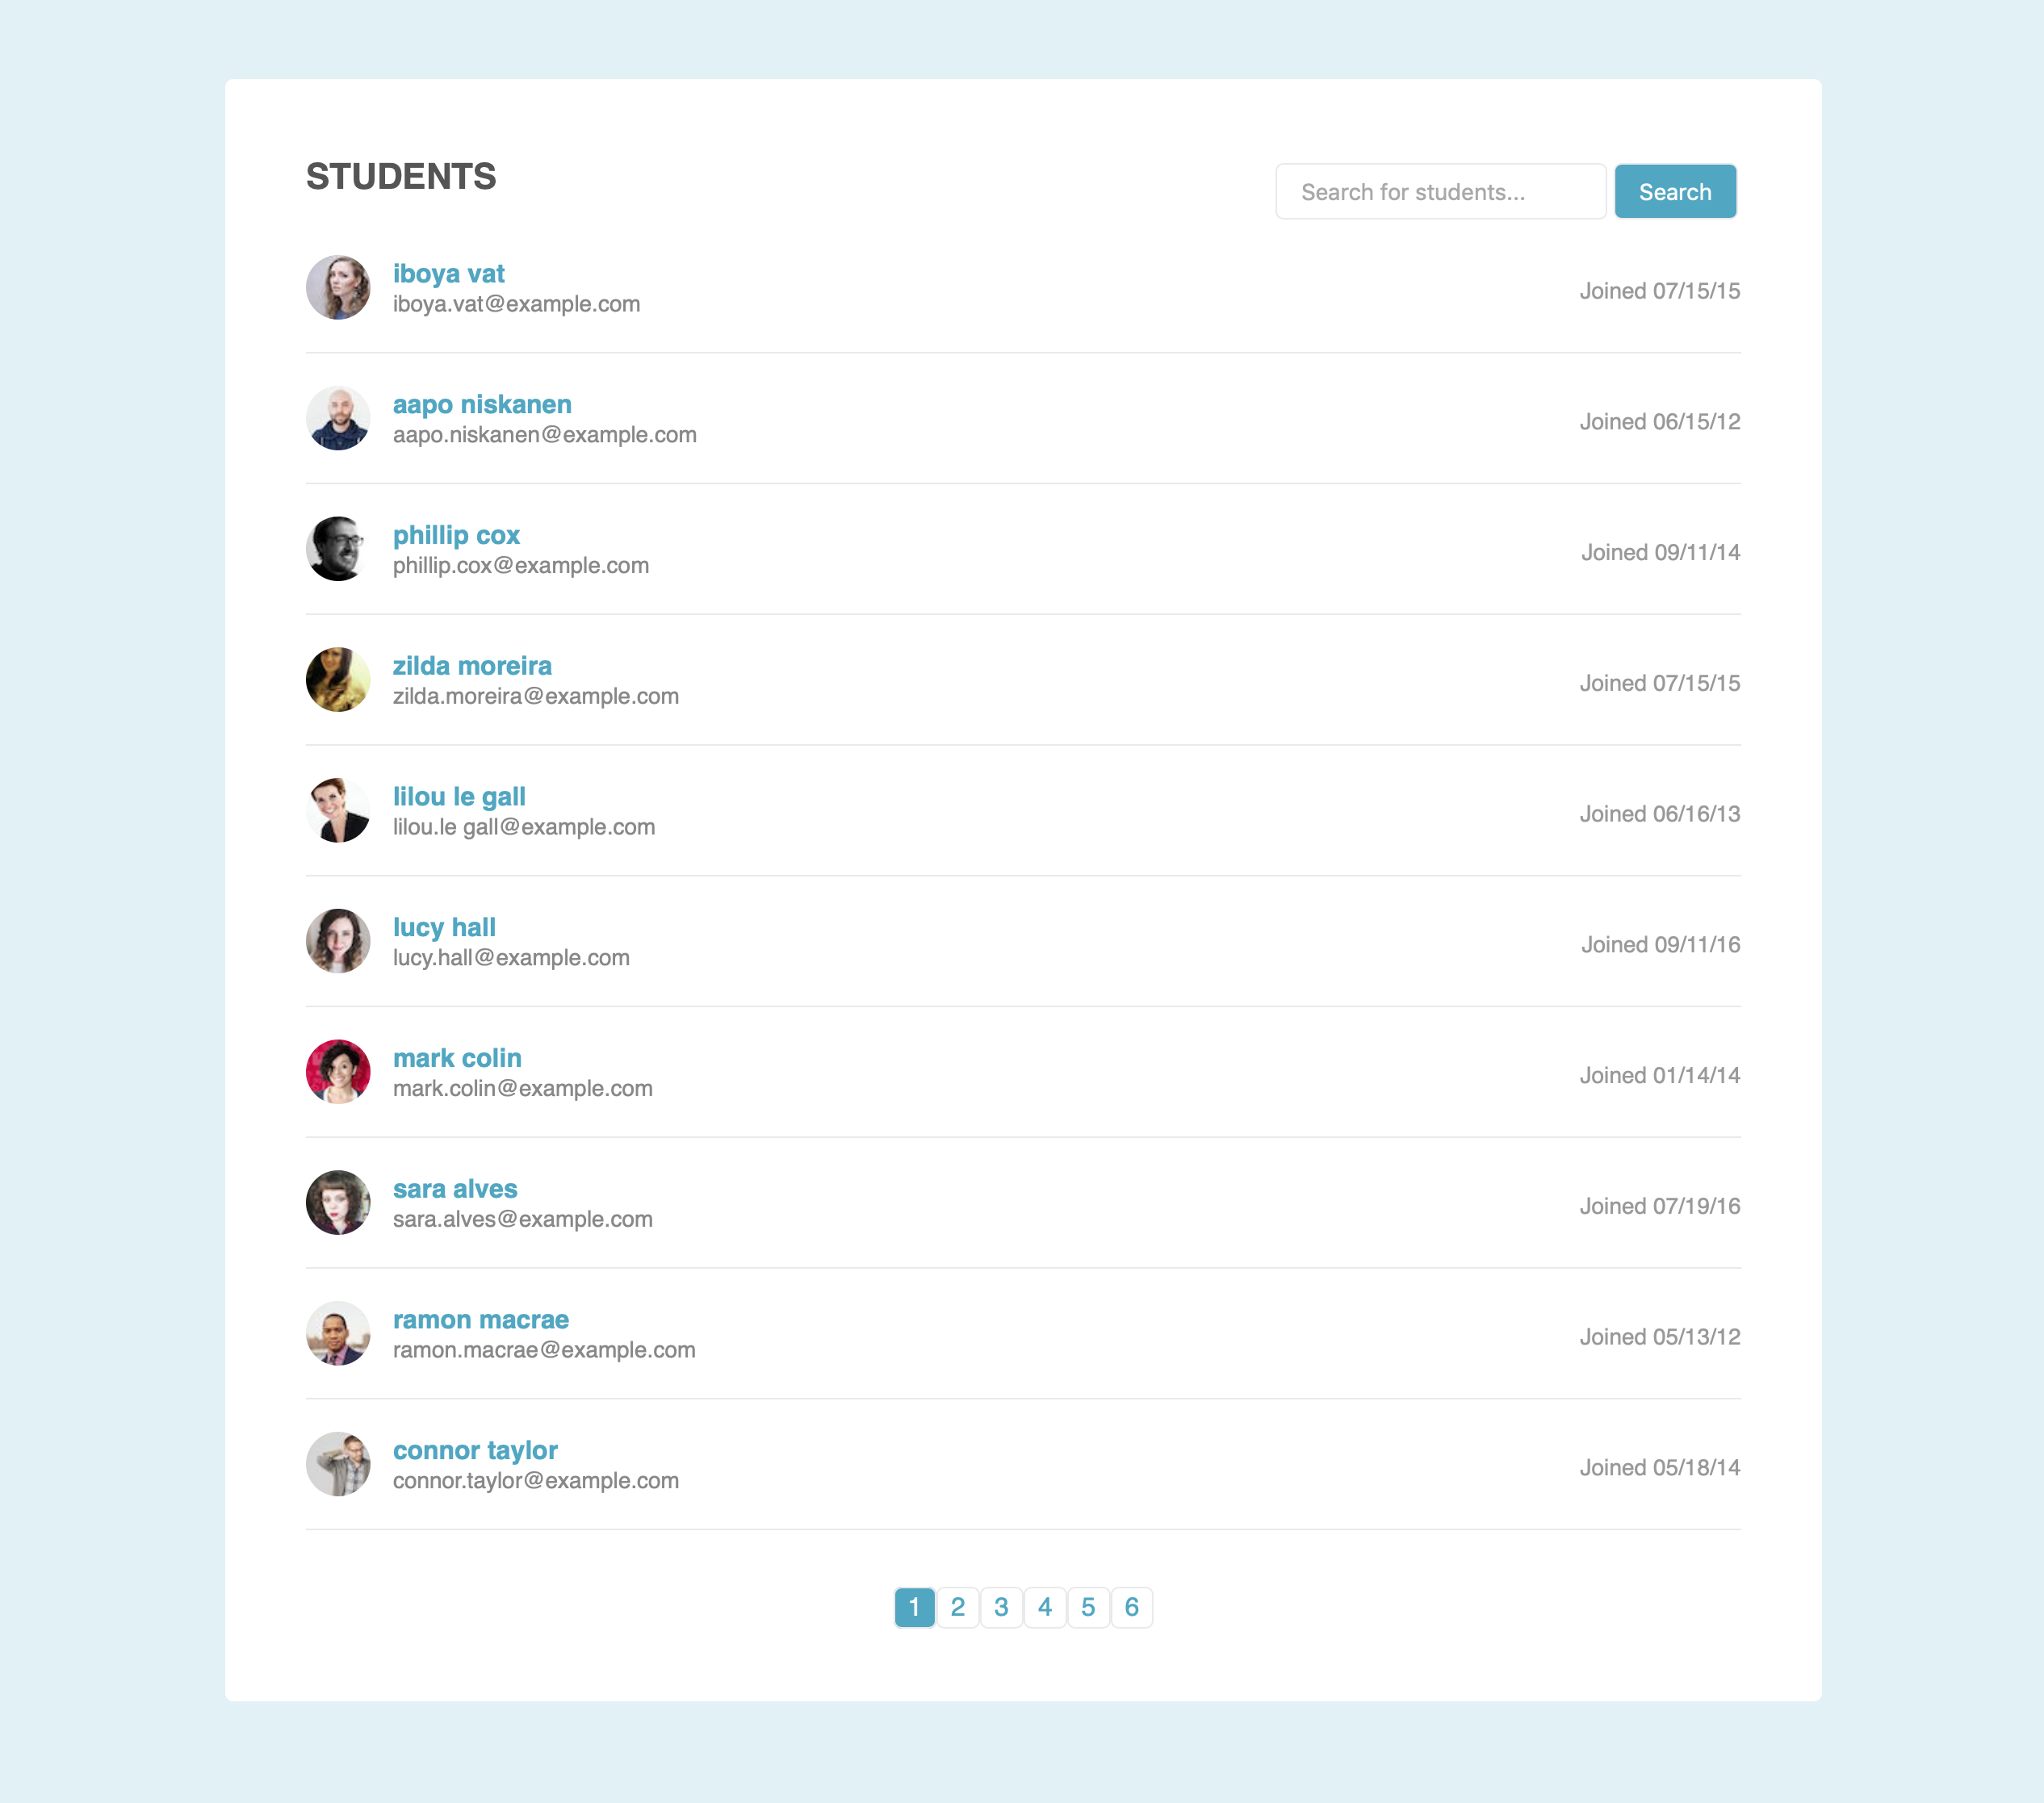 STUDENTS
Search for students...
Search
iboya vat
iboya.vat@example.com
Joined 07/15/15
aapo niskanen
aapo.niskanen@example.com
Joined 06/15/12
phillip cox
phillip.cox@example.com
Joined 09/11/14
zilda moreira
zilda.moreira@example.com
Joined 07/15/15
lilou le gall
lilou.le gall@example.com
Joined 06/16/13
lucy hall
lucy.hall@example.com
Joined 09/11/16
mark colin
mark.colin@example.com
Joined 01/14/14
sara alves
sara.alves@example.com
Joined 07/19/16
ramon macrae
ramon.macrae@example.com
Joined 05/13/12
connor taylor
connor.taylor@example.com
Joined 05/18/14
1 2 3 4 5 6